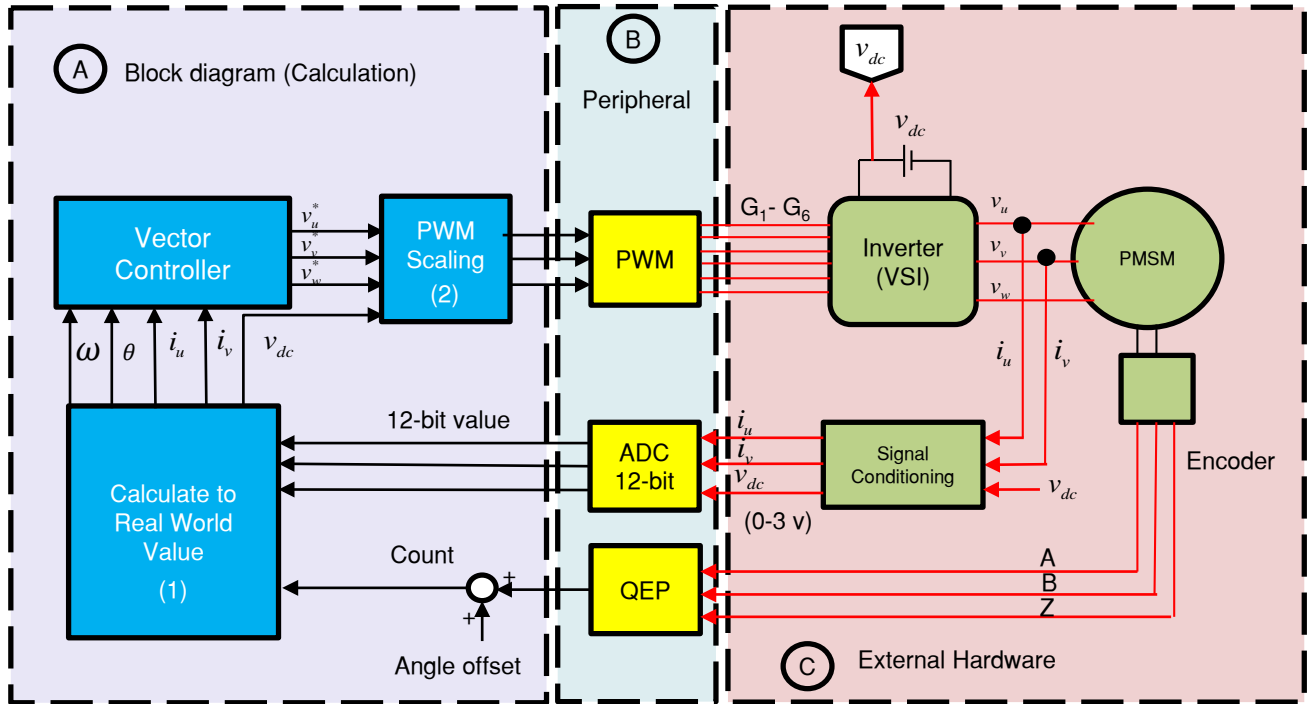 A
Block diagram (Calculation)
B
Peripheral
v_dc
v_dc
Vector
Controller
v_u^*
v_v^*
v_w^*
PWM
Scaling
(2)
PWM
G₁- G₆
Inverter
(VSI)
v_u
v_v
v_w
PMSM
ω
θ
i_u
i_v
v_dc
i_u
i_v
12-bit value
Calculate to
Real World
Value
(1)
ADC
12-bit
i_u
i_v
v_dc
(0-3 v)
Signal
Conditioning
v_dc
Encoder
Count
+
+
Angle offset
QEP
A
B
Z
C
External Hardware